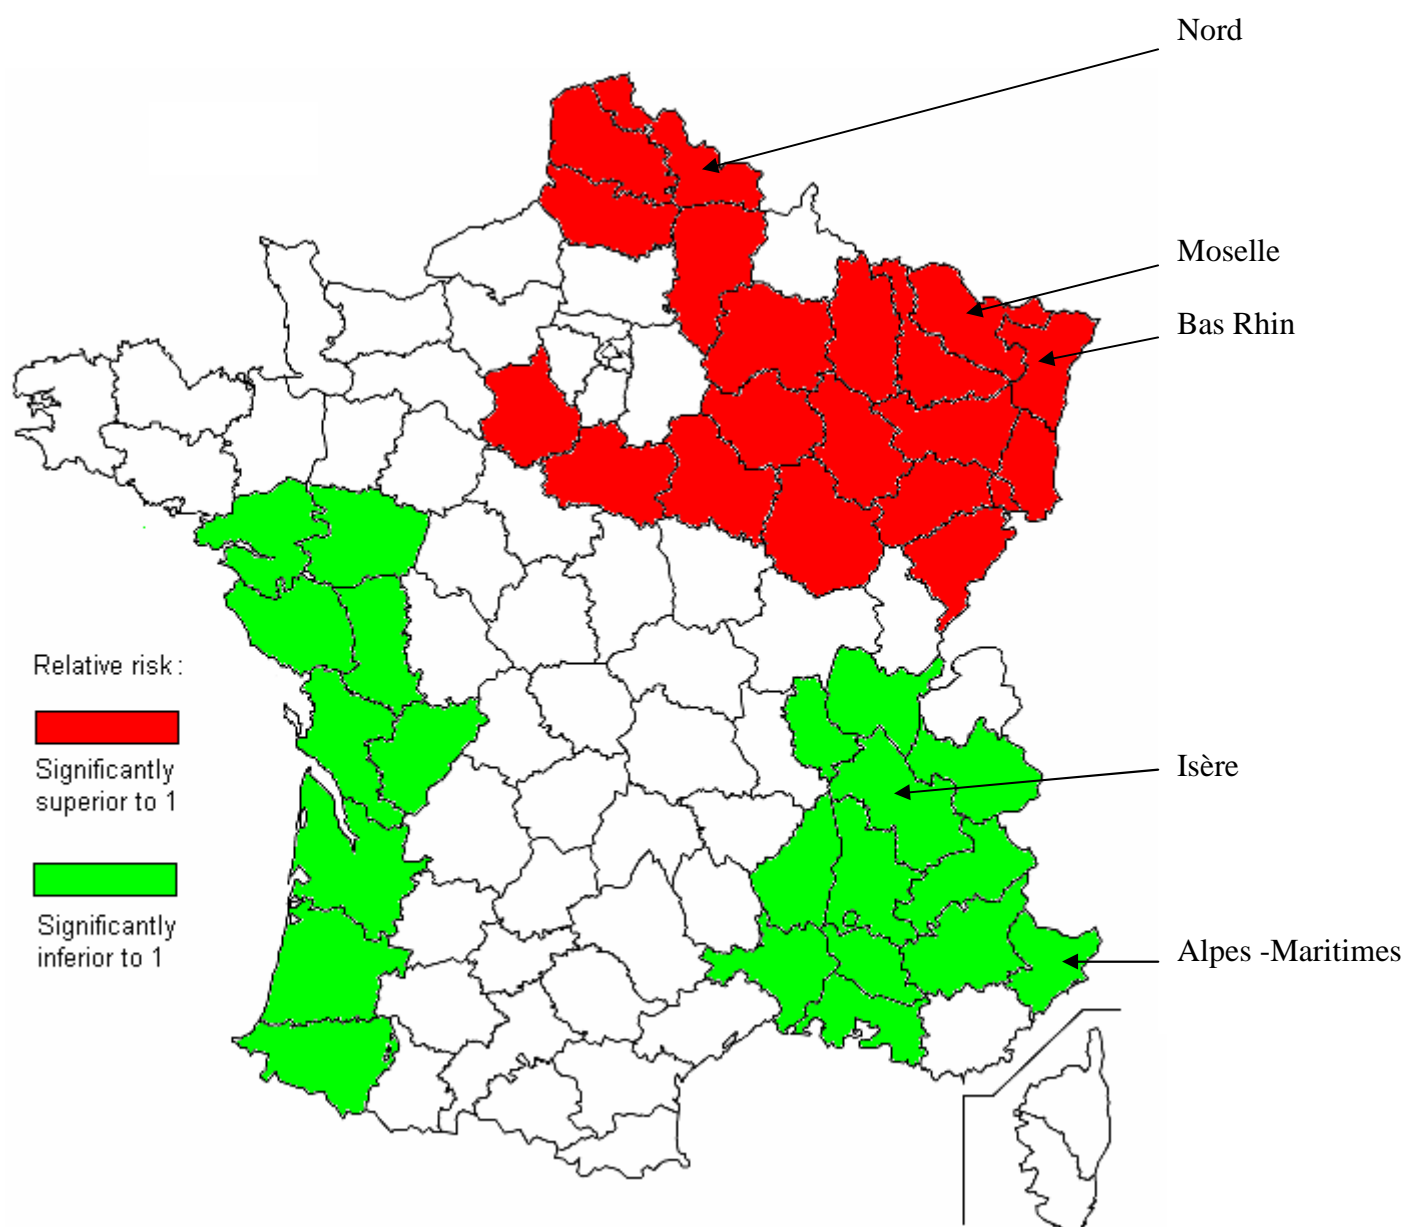 Nord
Moselle
Bas Rhin
Relative risk :
Significantly
superior to 1
Isère
Significantly
inferior to 1
Alpes -Maritimes